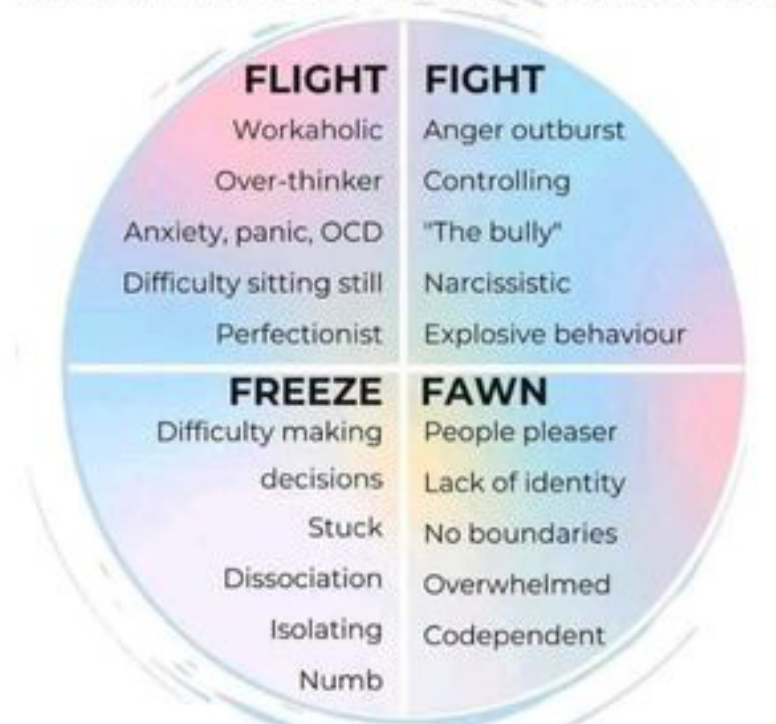 FLIGHT
Workaholic
Over-thinker
Anxiety, panic, OCD
Difficulty sitting still
Perfectionist
FIGHT
Anger outburst
Controlling
"The bully"
Narcissistic
Explosive behaviour
FREEZE
Difficulty making
decisions
Stuck
Dissociation
Isolating
Numb
FAWN
People pleaser
Lack of identity
No boundaries
Overwhelmed
Codependent